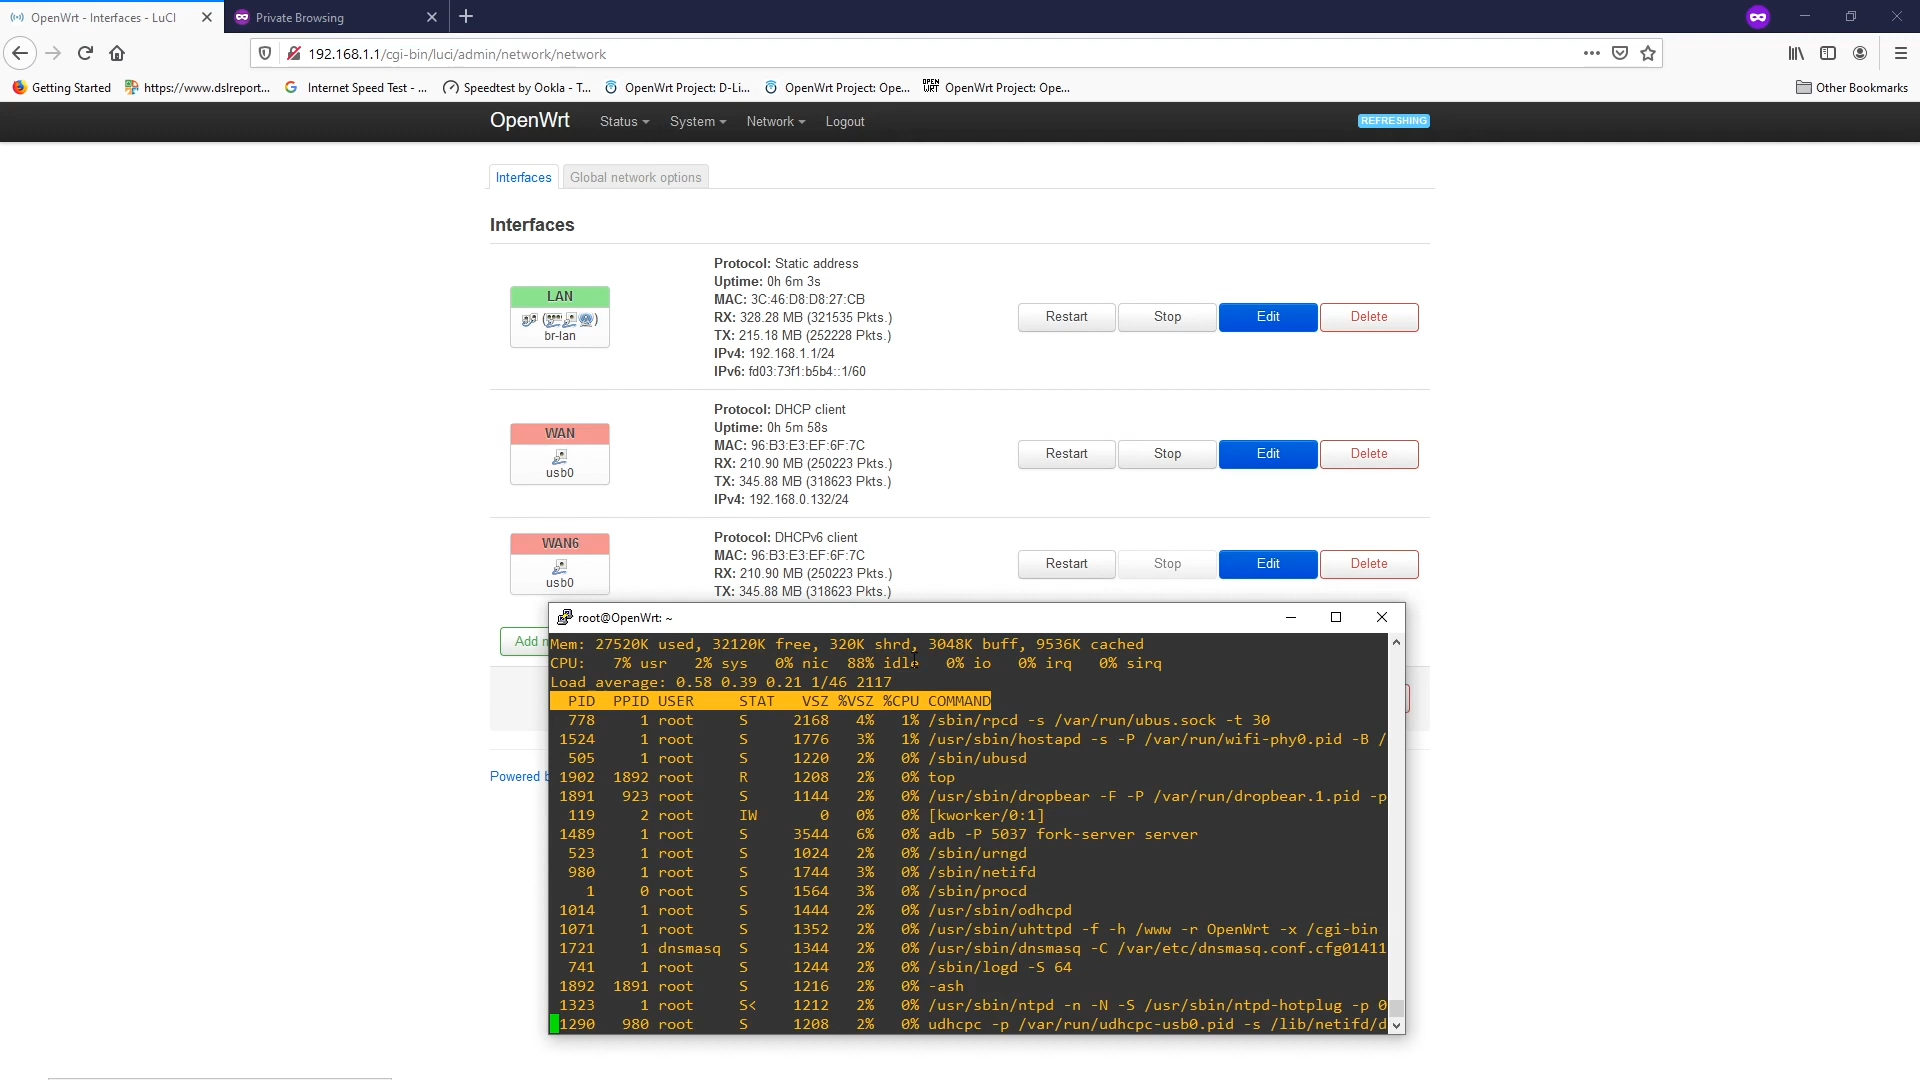 OpenWrt - Interfaces - LuCI
Private Browsing
192.168.1.1/cgi-bin/luci/admin/network/network
Getting Started
https://www.dslreport...
Internet Speed Test - ...
Speedtest by Ookla - T...
OpenWrt Project: D-Li...
OpenWrt Project: Ope...
OPEN
WRT
OpenWrt Project: Ope...
Other Bookmarks
OpenWrt
Status
System
Network
Logout
REFRESHING
Interfaces
Global network options
Interfaces
LAN
br-lan
Protocol: Static address
Uptime: 0h 6m 3s
MAC: 3C:46:D8:D8:27:CB
RX: 328.28 MB (321535 Pkts.)
TX: 215.18 MB (252228 Pkts.)
IPv4: 192.168.1.1/24
IPv6: fd03:73f1:b5b4::1/60
Restart
Stop
Edit
Delete
WAN
usb0
Protocol: DHCP client
Uptime: 0h 5m 58s
MAC: 96:B3:E3:EF:6F:7C
RX: 210.90 MB (250223 Pkts.)
TX: 345.88 MB (318623 Pkts.)
IPv4: 192.168.0.132/24
Restart
Stop
Edit
Delete
WAN6
usb0
Protocol: DHCPv6 client
MAC: 96:B3:E3:EF:6F:7C
RX: 210.90 MB (250223 Pkts.)
TX: 345.88 MB (318623 Pkts.)
Restart
Stop
Edit
Delete
Add
Powered
root@OpenWrt: ~
Mem: 27520K used, 32120K free, 320K shrd, 3048K buff, 9536K cached
CPU:   7% usr   2% sys   0% nic  88% idle   0% io   0% irq   0% sirq
Load average: 0.58 0.39 0.21 1/46 2117
  PID  PPID USER     STAT   VSZ %VSZ %CPU COMMAND
  778     1 root     S     2168   4%   1% /sbin/rpcd -s /var/run/ubus.sock -t 30
 1524     1 root     S     1776   3%   1% /usr/sbin/hostapd -s -P /var/run/wifi-phy0.pid -B /
  505     1 root     S     1220   2%   0% /sbin/ubusd
 1902  1892 root     R     1208   2%   0% top
 1891   923 root     S     1144   2%   0% /usr/sbin/dropbear -F -P /var/run/dropbear.1.pid -p
  119     2 root     IW       0   0%   0% [kworker/0:1]
 1489     1 root     S     3544   6%   0% adb -P 5037 fork-server server
  523     1 root     S     1024   2%   0% /sbin/urngd
  980     1 root     S     1744   3%   0% /sbin/netifd
    1     0 root     S     1564   3%   0% /sbin/procd
 1014     1 root     S     1444   2%   0% /usr/sbin/odhcpd
 1071     1 root     S     1352   2%   0% /usr/sbin/uhttpd -f -h /www -r OpenWrt -x /cgi-bin
 1721     1 dnsmasq  S     1344   2%   0% /usr/sbin/dnsmasq -C /var/etc/dnsmasq.conf.cfg01411
  741     1 root     S     1244   2%   0% /sbin/logd -S 64
 1892  1891 root     S     1216   2%   0% -ash
 1323     1 root     S<    1212   2%   0% /usr/sbin/ntpd -n -N -S /usr/sbin/ntpd-hotplug -p 0
 1290   980 root     S     1208   2%   0% udhcpc -p /var/run/udhcpc-usb0.pid -s /lib/netifd/d